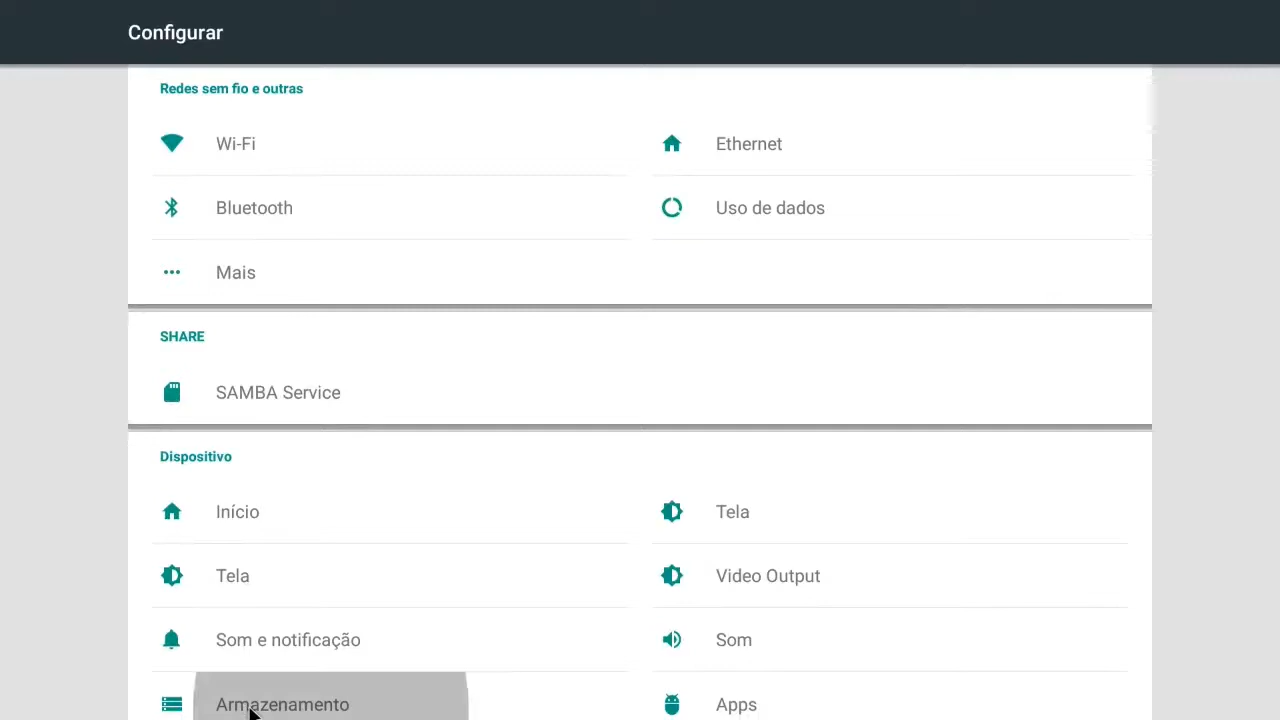 Configurar
Redes sem fio e outras
Wi-Fi
Ethernet
Bluetooth
Uso de dados
Mais
SHARE
SAMBA Service
Dispositivo
Início
Tela
Tela
Video Output
Som e notificação
Som
Armazenamento
Apps